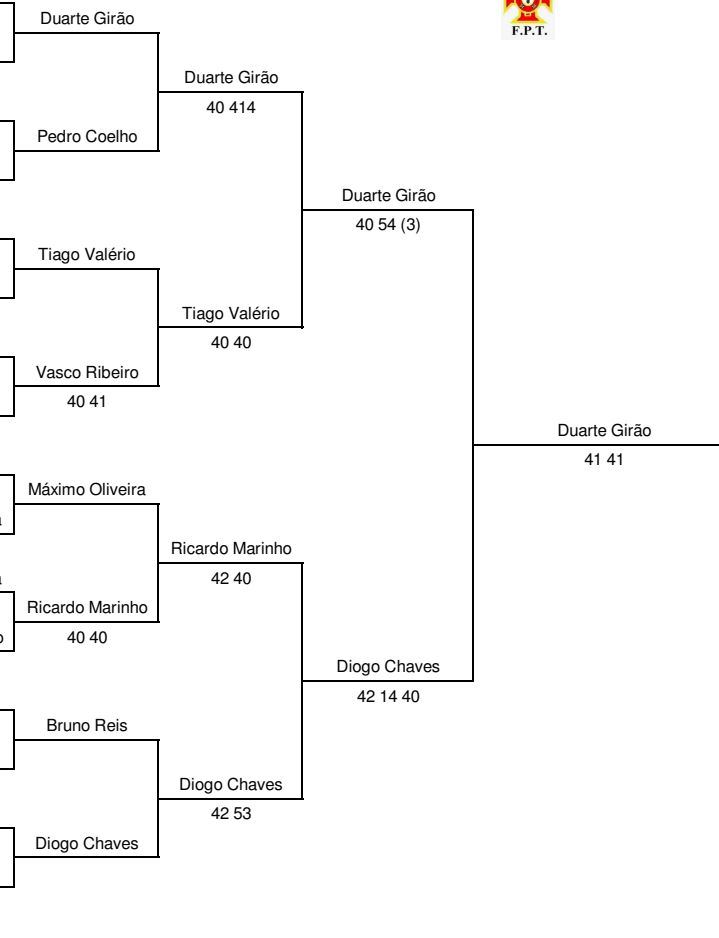 Duarte Girão
F.P.T.
Duarte Girão
40 414
Pedro Coelho
Duarte Girão
40 54 (3)
Tiago Valério
Tiago Valério
40 40
Vasco Ribeiro
40 41
Duarte Girão
41 41
Máximo Oliveira
Ricardo Marinho
42 40
Ricardo Marinho
40 40
Diogo Chaves
42 14 40
Bruno Reis
Diogo Chaves
42 53
Diogo Chaves